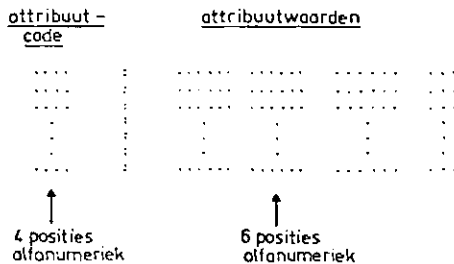 attribuut-      attribuutwaarden
code
4 posities      6 posities
alfanumeriek      alfanumeriek